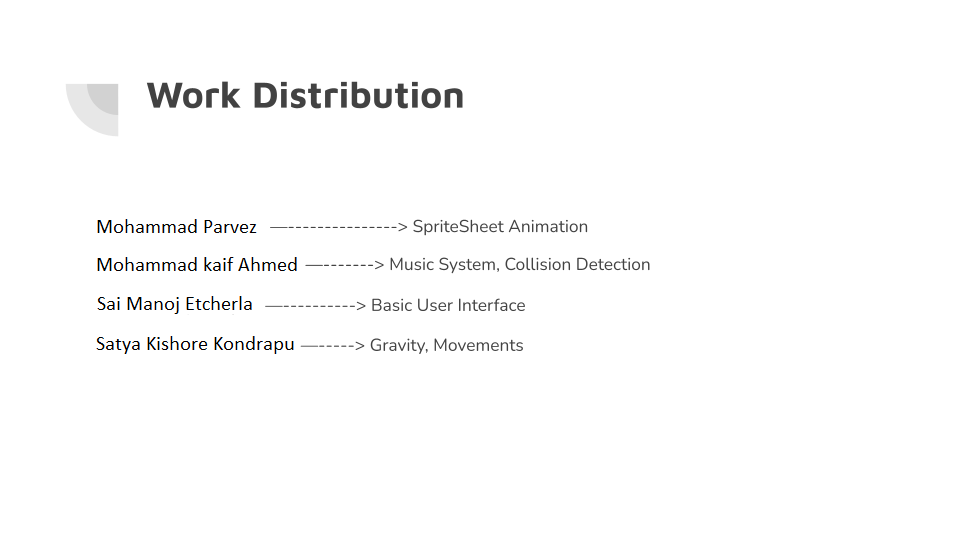 Work Distribution
Mohammad Parvez —----------------> SpriteSheet Animation
Mohammad kaif Ahmed —--------> Music System, Collision Detection
Sai Manoj Etcherla —-----------> Basic User Interface
Satya Kishore Kondrapu —------> Gravity, Movements